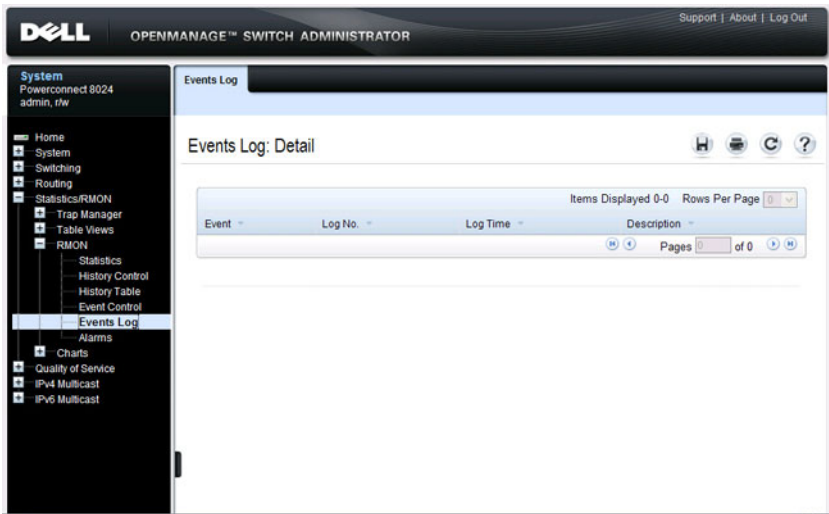 Support | About | Log Out
DELL
OPENMANAGE™ SWITCH ADMINISTRATOR
System
Powerconnect 8024
admin, r/w
Home
System
Switching
Routing
Statistics/RMON
Trap Manager
Table Views
RMON
Statistics
History Control
History Table
Event Control
Events Log
Alarms
Charts
Quality of Service
IPv4 Multicast
IPv6 Multicast
Events Log
Events Log: Detail
Items Displayed 0-0 Rows Per Page 0
Event Log No. Log Time Description
Pages 0 of 0